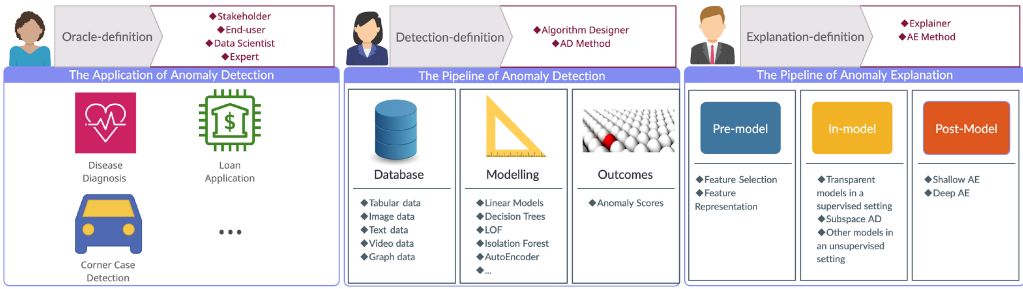 Oracle-definition
◆Stakeholder
◆End-user
◆Data Scientist
◆Expert
The Application of Anomaly Detection
Disease
Diagnosis
Loan
Application
Corner Case
Detection
•••
Detection-definition
◆Algorithm Designer
◆AD Method
The Pipeline of Anomaly Detection
Database
◆Tabular data
◆Image data
◆Text data
◆Video data
◆Graph data
Modelling
◆Linear Models
◆Decision Trees
◆LOF
◆Isolation Forest
◆AutoEncoder
◆...
Outcomes
◆Anomaly Scores
Explanation-definition
◆Explainer
◆AE Method
The Pipeline of Anomaly Explanation
Pre-model
◆Feature Selection
◆Feature
Representation
In-model
◆Transparent
models in a
supervised setting
◆Subspace AD
◆Other models in
an unsupervised
setting
Post-Model
◆Shallow AE
◆Deep AE